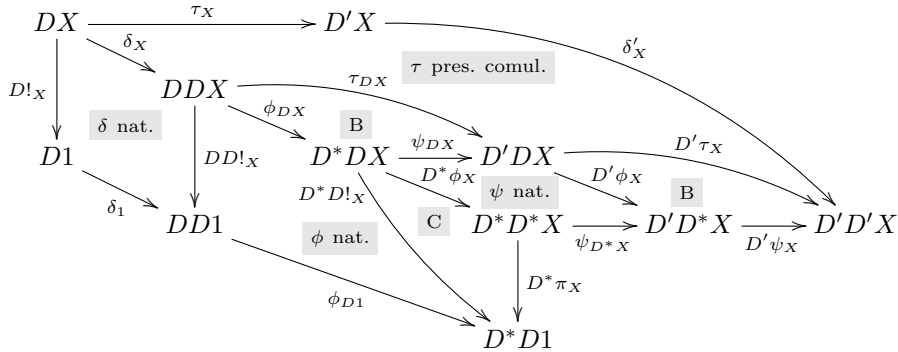 DX τ_X D′X
δ_X δ′_X
D!_X τ pres. comul.
DDX τ_{DX}
φ_{DX}
δ nat. B
D1 DD!_X D*DX ψ_{DX} D′DX D′τ_X
D*φ_X D′φ_X
D*D!_X ψ nat. B
δ_1
DD1 C D*D*X ψ_{D*X} D′D*X D′ψ_X D′D′X
φ nat.
φ_{D1} D*π_X
D*D1